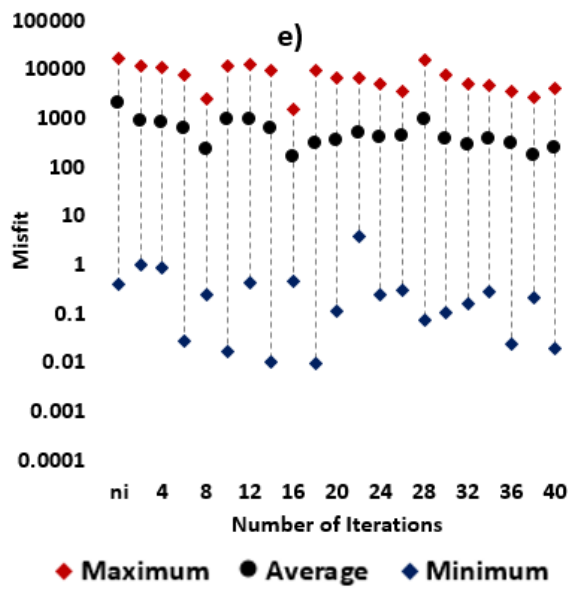 e)
100000
10000
1000
100
10
1
0.1
0.01
0.001
0.0001
Misfit
ni 4 8 12 16 20 24 28 32 36 40
Number of Iterations
Maximum Average Minimum